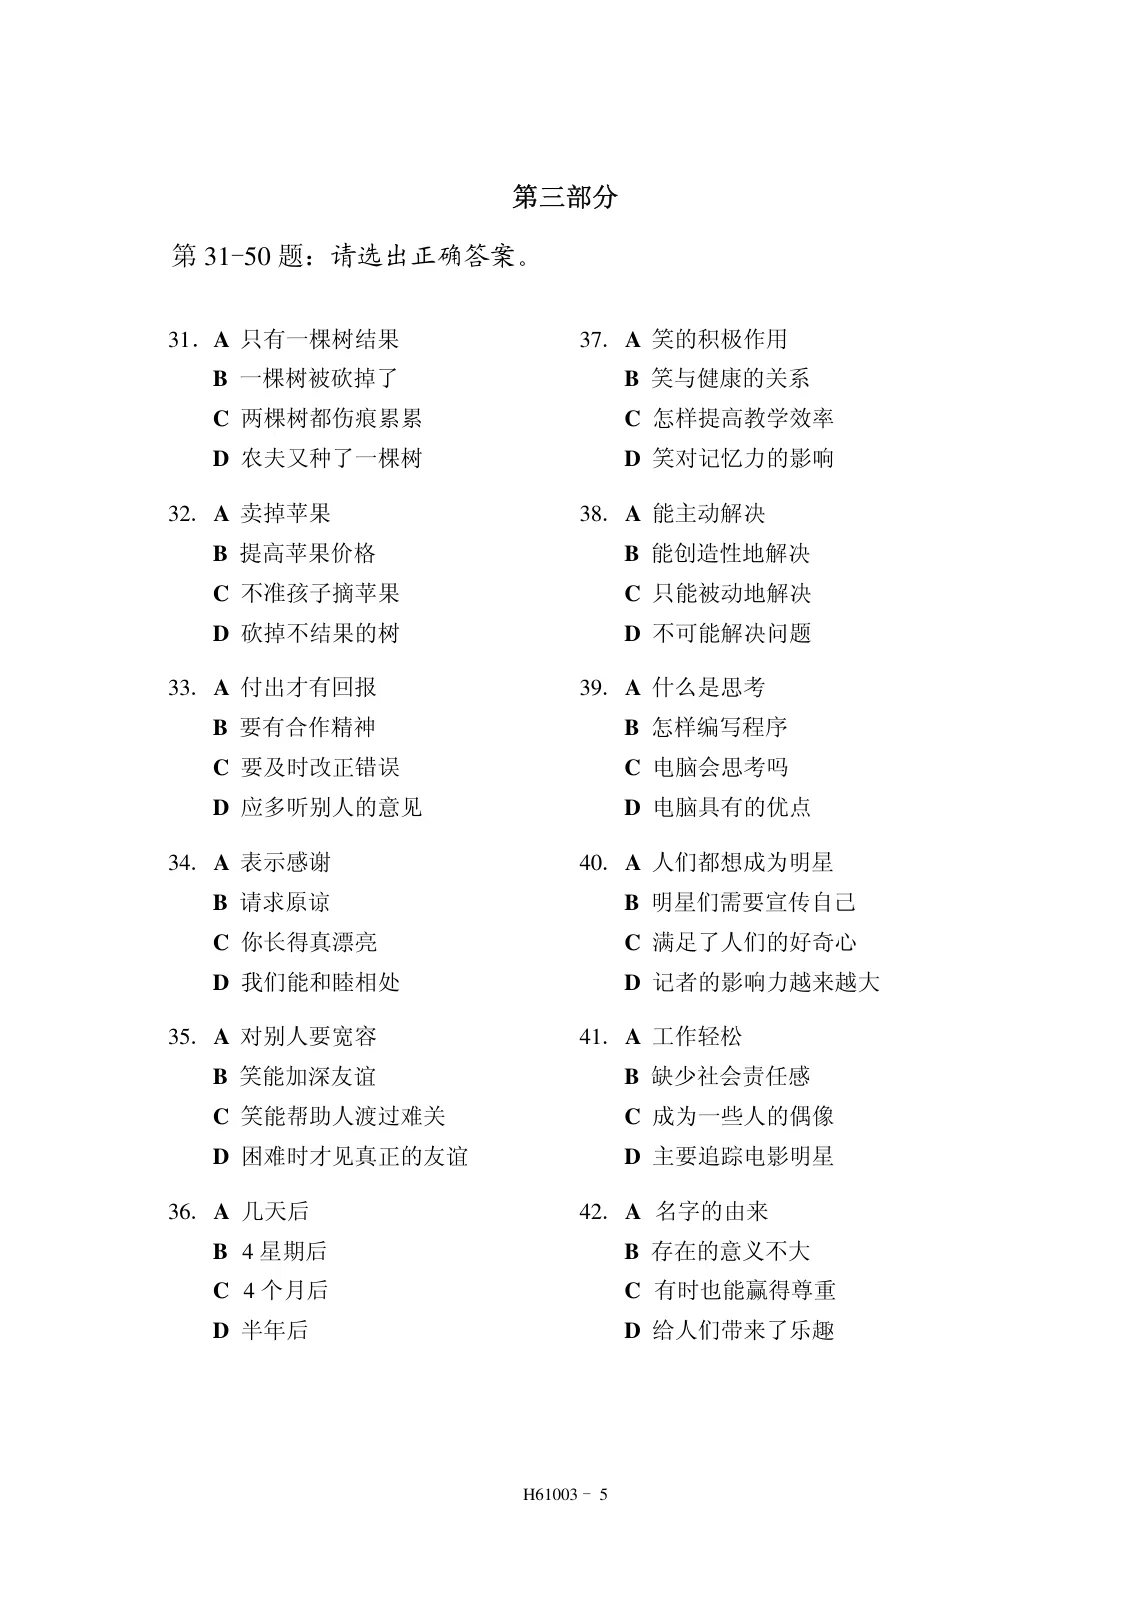 第三部分
第 31-50 题：请选出正确答案。
31. A 只有一棵树结果
B 一棵树被砍掉了
C 两棵树都伤痕累累
D 农夫又种了一棵树
32. A 卖掉苹果
B 提高苹果价格
C 不准孩子摘苹果
D 砍掉不结果的树
33. A 付出才有回报
B 要有合作精神
C 要及时改正错误
D 应多听别人的意见
34. A 表示感谢
B 请求原谅
C 你长得真漂亮
D 我们能和睦相处
35. A 对别人要宽容
B 笑能加深友谊
C 笑能帮助人渡过难关
D 困难时才见真正的友谊
36. A 几天后
B 4 星期后
C 4 个月后
D 半年后
37. A 笑的积极作用
B 笑与健康的关系
C 怎样提高教学效率
D 笑对记忆力的影响
38. A 能主动解决
B 能创造性地解决
C 只能被动地解决
D 不可能解决问题
39. A 什么是思考
B 怎样编写程序
C 电脑会思考吗
D 电脑具有的优点
40. A 人们都想成为明星
B 明星们需要宣传自己
C 满足了人们的好奇心
D 记者的影响力越来越大
41. A 工作轻松
B 缺少社会责任感
C 成为一些人的偶像
D 主要追踪电影明星
42. A 名字的由来
B 存在的意义不大
C 有时也能赢得尊重
D 给人们带来了乐趣
H61003 - 5